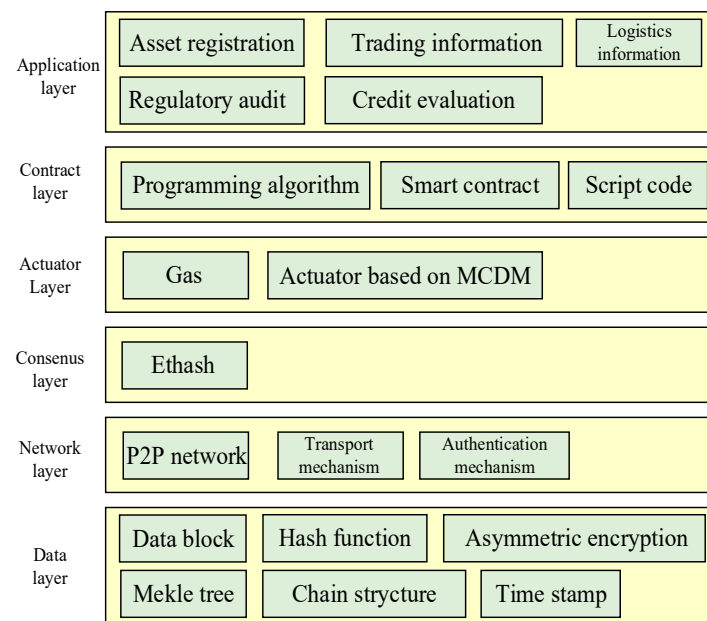 Application
layer
Asset registration
Trading information
Logistics
information
Regulatory audit
Credit evaluation
Contract
layer
Programming algorithm
Smart contract
Script code
Actuator
Layer
Gas
Actuator based on MCDM
Consenus
layer
Ethash
Network
layer
P2P network
Transport
mechanism
Authentication
mechanism
Data
layer
Data block
Hash function
Asymmetric encryption
Mekle tree
Chain strycture
Time stamp